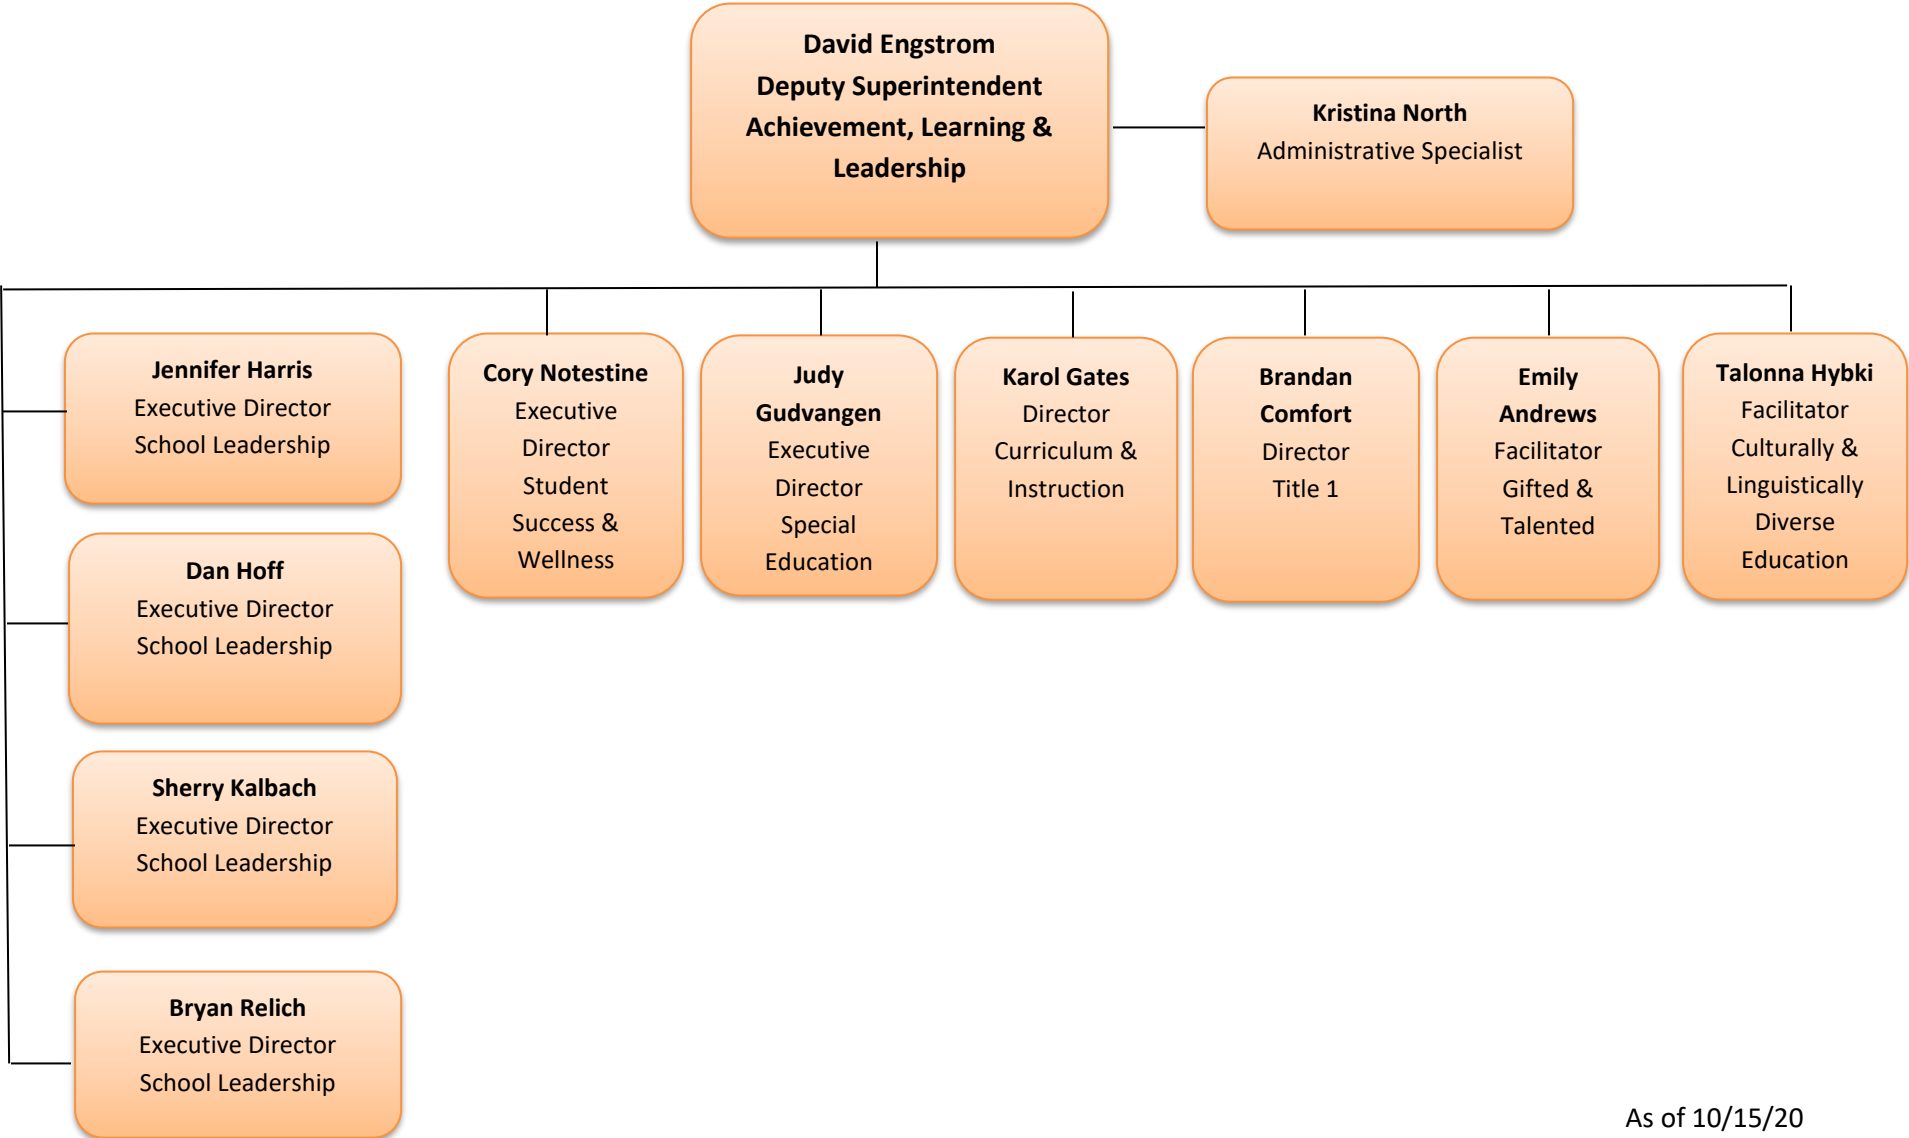 David Engstrom
Deputy Superintendent
Achievement, Learning &
Leadership
Kristina North
Administrative Specialist
Jennifer Harris
Executive Director
School Leadership
Dan Hoff
Executive Director
School Leadership
Sherry Kalbach
Executive Director
School Leadership
Bryan Relich
Executive Director
School Leadership
Cory Notestine
Executive
Director
Student
Success &
Wellness
Judy
Gudvangen
Executive
Director
Special
Education
Karol Gates
Director
Curriculum &
Instruction
Brandan
Comfort
Director
Title 1
Emily
Andrews
Facilitator
Gifted &
Talented
Talonna Hybki
Facilitator
Culturally &
Linguistically
Diverse
Education
As of 10/15/20